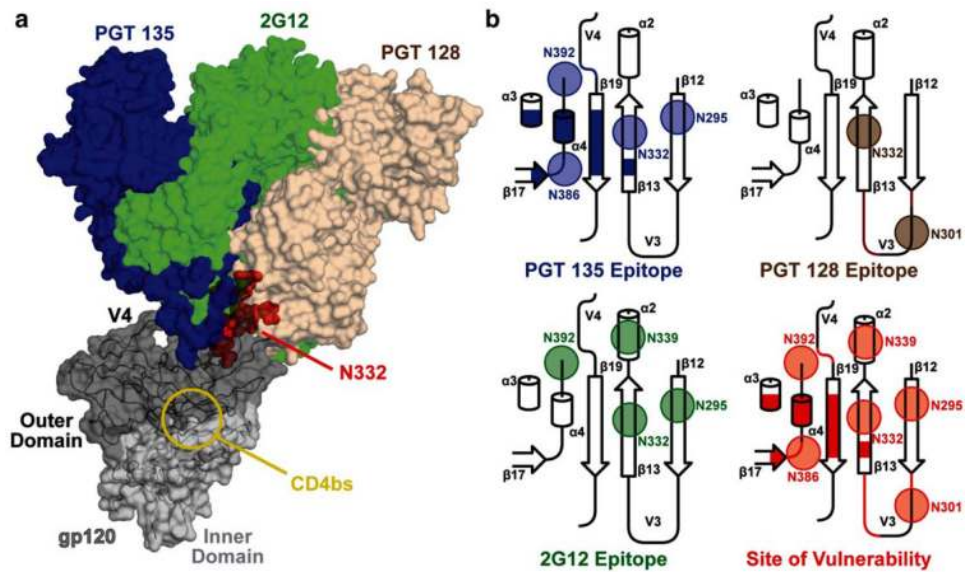 a
PGT 135
2G12
PGT 128
V4
N332
Outer
Domain
CD4bs
gp120
Inner
Domain
b
V4
α2
N392
β19
β12
α3
N295
α4
N332
β17
N386
β13
V3
PGT 135 Epitope
V4
α2
β19
β12
α3
α4
N332
β17
β13
V3
N301
PGT 128 Epitope
V4
α2
N392
N339
β19
β12
α3
N295
α4
N332
β17
β13
V3
2G12 Epitope
V4
α2
N392
N339
β19
β12
α3
N295
α4
N332
β17
N386
β13
V3
N301
Site of Vulnerability